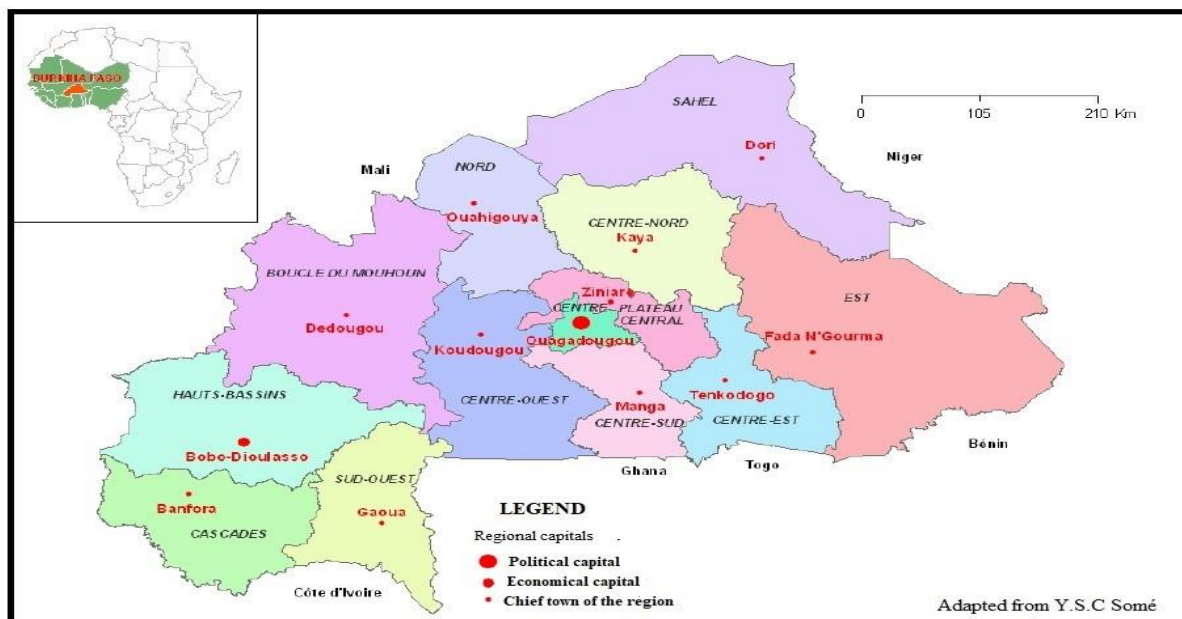 BURKINA FASO
SAHEL
0 105 210 Km
Dori
Niger
Mali
NORD
Ouahigouya
CENTRE-NORD
Kaya
BOUCLE DU MOUHOUN
Ziniaré
EST
CENTRE
PLATEAU
CENTRAL
Dedougou
Koudougou
Ouagadougou
Fada N'Gourma
HAUTS-BASSINS
CENTRE-OUEST
Manga
Tenkodogo
CENTRE-SUD
CENTRE-EST
Bobo-Dioulasso
Bénin
Ghana
Togo
SUD-OUEST
Banfora
Gaoua
CASCADES
LEGEND
Regional capitals .
Political capital
Economical capital
Chief town of the region
Côte d'Ivoire
Adapted from Y.S.C Somé